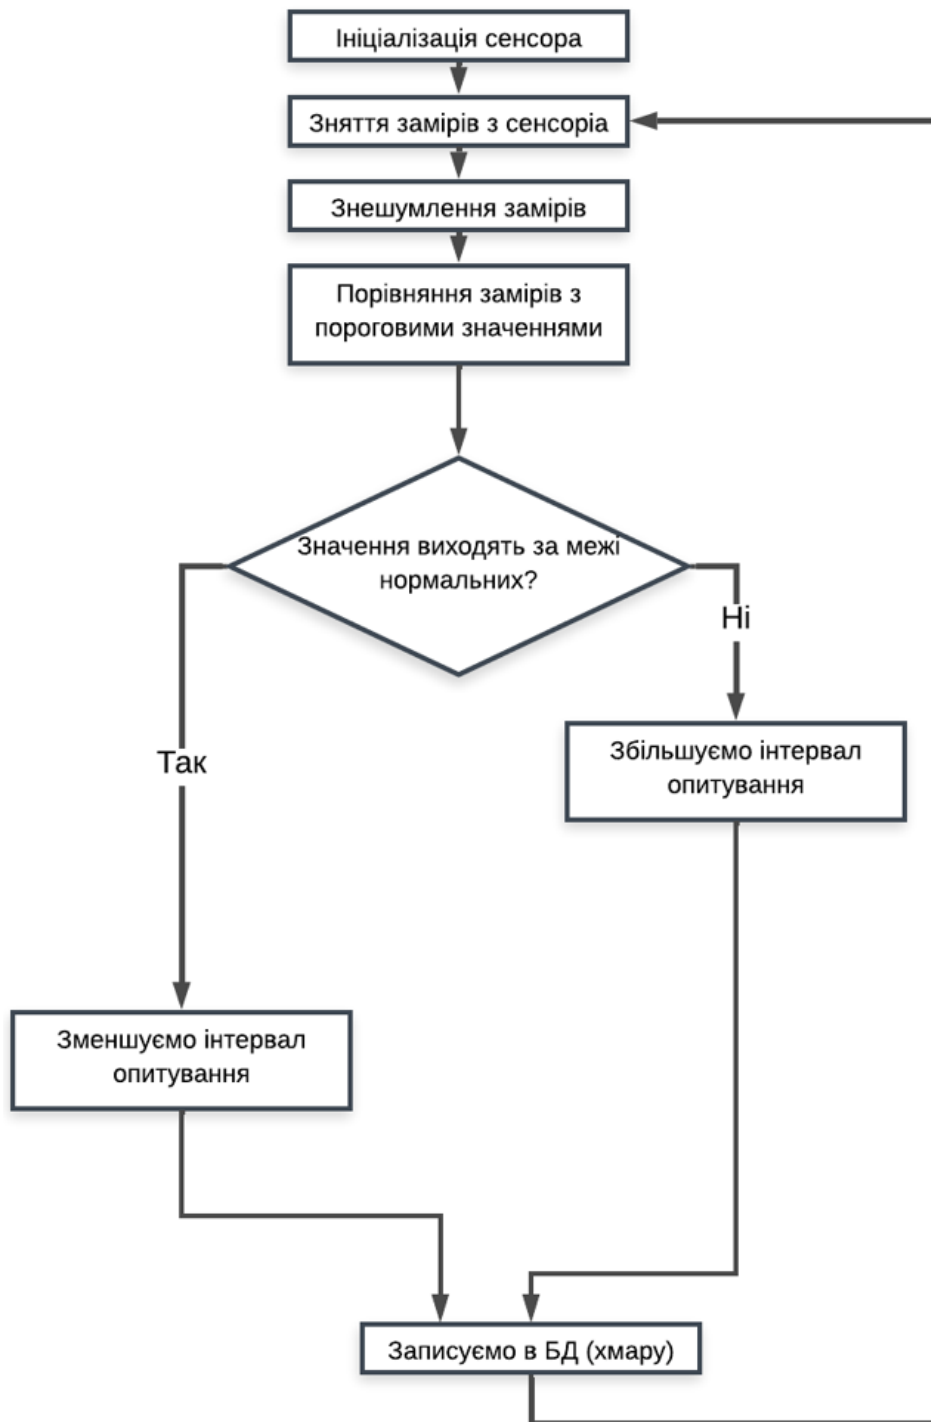 Ініціалізація сенсора
Зняття замірів з сенсоріа
Знешумлення замірів
Порівняння замірів з
пороговими значеннями
Значення виходять за межі
нормальних?
Ні
Так
Збільшуємо інтервал
опитування
Зменшуємо інтервал
опитування
Записуємо в БД (хмару)